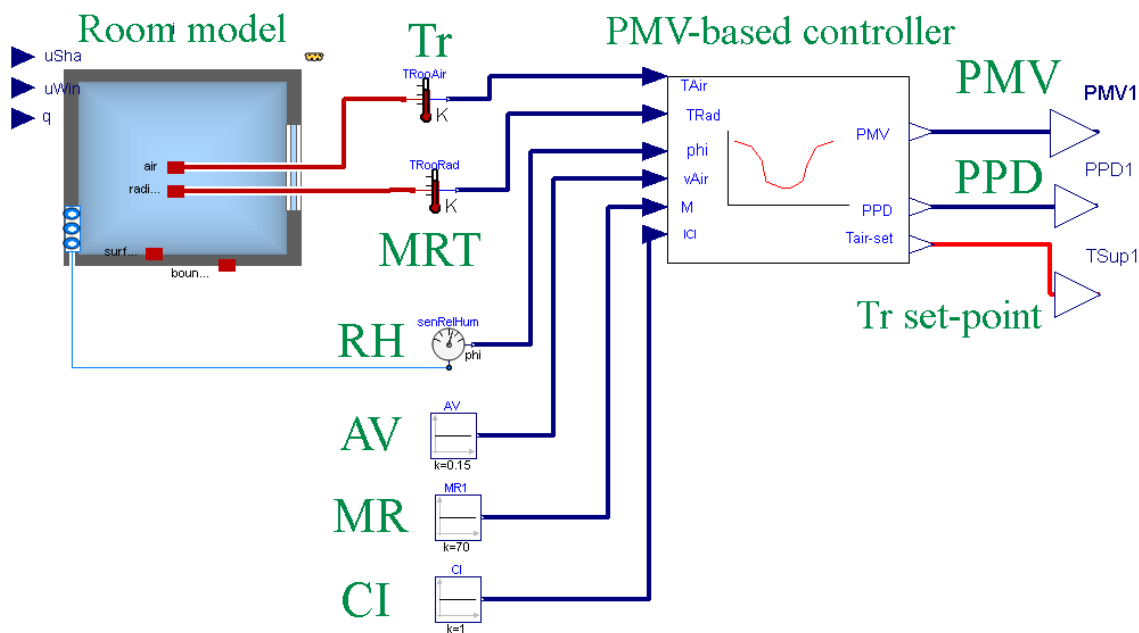 Room model
Tr
PMV-based controller
uSha
uWin
q
TRooAir
K
air
radi...
surf...
boun...
TRooRad
K
MRT
TAir
TRad
phi
vAir
M
ICl
PMV
PPD
Tair-set
PMV
PMV1
PPD
PPD1
TSup1
Tr set-point
RH
senRelHum
phi
AV
AV
k=0.15
MR
MR1
k=70
CI
CI
k=1